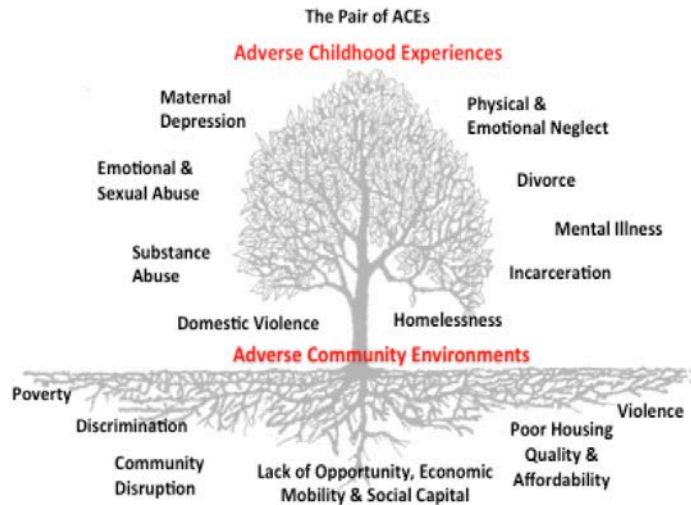 The Pair of ACEs
Adverse Childhood Experiences
Maternal
Depression
Physical &
Emotional Neglect
Emotional &
Sexual Abuse
Divorce
Mental Illness
Substance
Abuse
Incarceration
Domestic Violence
Homelessness
Adverse Community Environments
Poverty
Violence
Discrimination
Poor Housing
Quality &
Affordability
Community
Disruption
Lack of Opportunity, Economic
Mobility & Social Capital